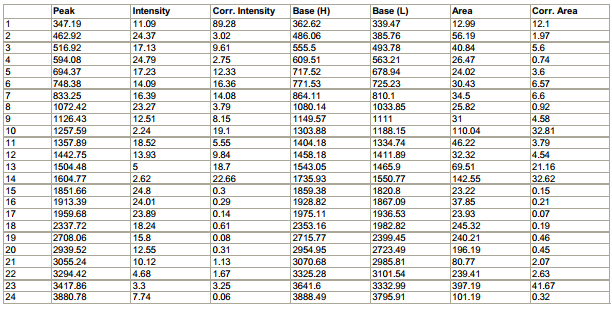 Peak Intensity Corr. Intensity Base (H) Base (L) Area Corr. Area
1 347.19 11.09 89.28 362.62 339.47 12.99 12.1
2 462.92 24.37 3.02 486.06 385.76 56.19 1.97
3 516.92 17.13 9.61 555.5 493.78 40.84 5.6
4 594.08 24.79 2.75 609.51 563.21 26.47 0.74
5 694.37 17.23 12.33 717.52 678.94 24.02 3.6
6 748.38 14.09 16.36 771.53 725.23 30.43 6.57
7 833.25 16.39 14.08 864.11 810.1 34.5 6.6
8 1072.42 23.27 3.79 1080.14 1033.85 25.82 0.92
9 1126.43 12.51 8.15 1149.57 1111 31 4.58
10 1257.59 2.24 19.1 1303.88 1188.15 110.04 32.81
11 1357.89 18.52 5.55 1404.18 1334.74 46.22 3.79
12 1442.75 13.93 9.84 1458.18 1411.89 32.32 4.54
13 1504.48 5 18.7 1543.05 1465.9 69.51 21.16
14 1604.77 2.62 22.66 1735.93 1550.77 142.55 32.62
15 1851.66 24.8 0.3 1859.38 1820.8 23.22 0.15
16 1913.39 24.01 0.29 1928.82 1867.09 37.85 0.21
17 1959.68 23.89 0.14 1975.11 1936.53 23.93 0.07
18 2337.72 18.24 0.61 2353.16 1982.82 245.32 0.19
19 2708.06 15.8 0.08 2715.77 2399.45 240.21 0.46
20 2939.52 12.55 0.31 2954.95 2723.49 196.19 0.45
21 3055.24 10.12 1.13 3070.68 2985.81 80.77 2.07
22 3294.42 4.68 1.67 3325.28 3101.54 239.41 2.63
23 3417.86 3.3 3.25 3641.6 3332.99 397.19 41.67
24 3880.78 7.74 0.06 3888.49 3795.91 101.19 0.32